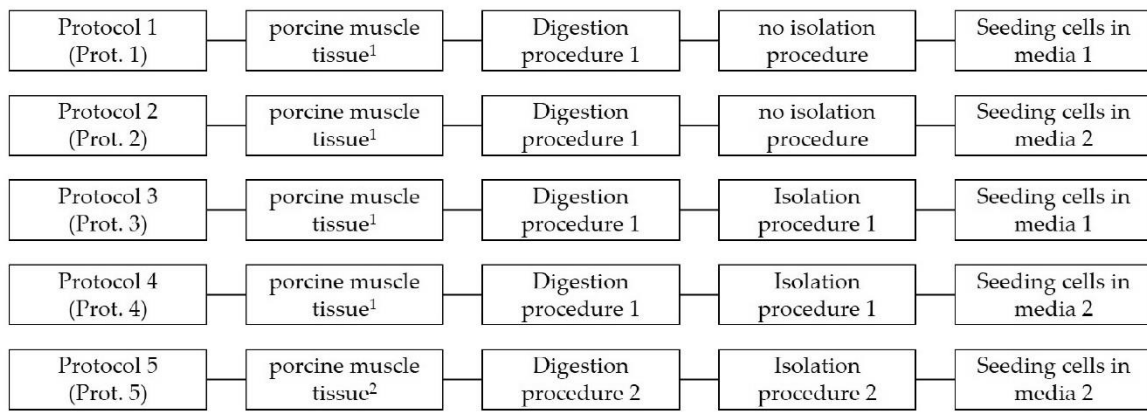 Protocol 1
(Prot. 1)
porcine muscle
tissue¹
Digestion
procedure 1
no isolation
procedure
Seeding cells in
media 1
Protocol 2
(Prot. 2)
porcine muscle
tissue¹
Digestion
procedure 1
no isolation
procedure
Seeding cells in
media 2
Protocol 3
(Prot. 3)
porcine muscle
tissue¹
Digestion
procedure 1
Isolation
procedure 1
Seeding cells in
media 1
Protocol 4
(Prot. 4)
porcine muscle
tissue¹
Digestion
procedure 1
Isolation
procedure 1
Seeding cells in
media 2
Protocol 5
(Prot. 5)
porcine muscle
tissue²
Digestion
procedure 2
Isolation
procedure 2
Seeding cells in
media 2